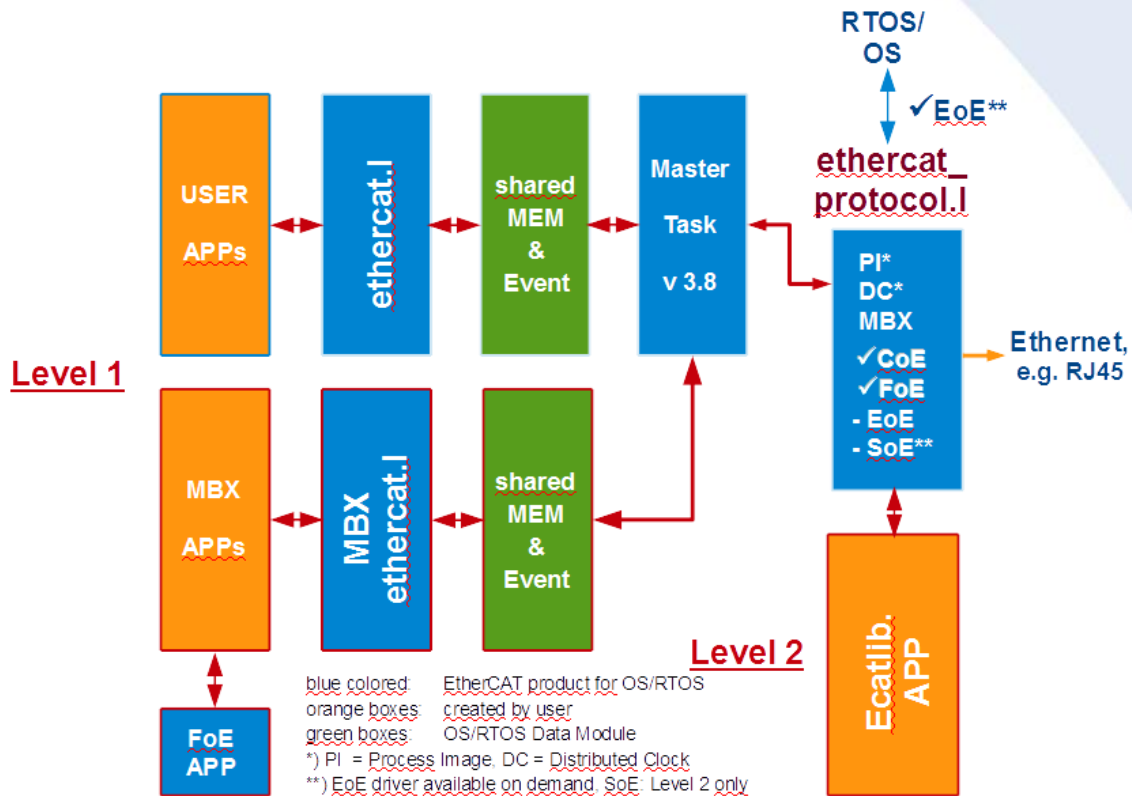 RTOS/
OS
✓EoE**
ethercat_
protocol.l
USER
APPs
ethercat.l
shared
MEM
&
Event
Master
Task
v 3.8
PI*
DC*
MBX
✓CoE
✓FoE
- EoE
- SoE**
Ethernet,
e.g. RJ45
Level 1
MBX
APPs
MBX
ethercat.l
shared
MEM
&
Event
Level 2
Ecatlib.
APP
FoE
APP
blue colored: EtherCAT product for OS/RTOS
orange boxes: created by user
green boxes: OS/RTOS Data Module
*) PI = Process Image, DC = Distributed Clock
**) EoE driver available on demand, SoE: Level 2 only